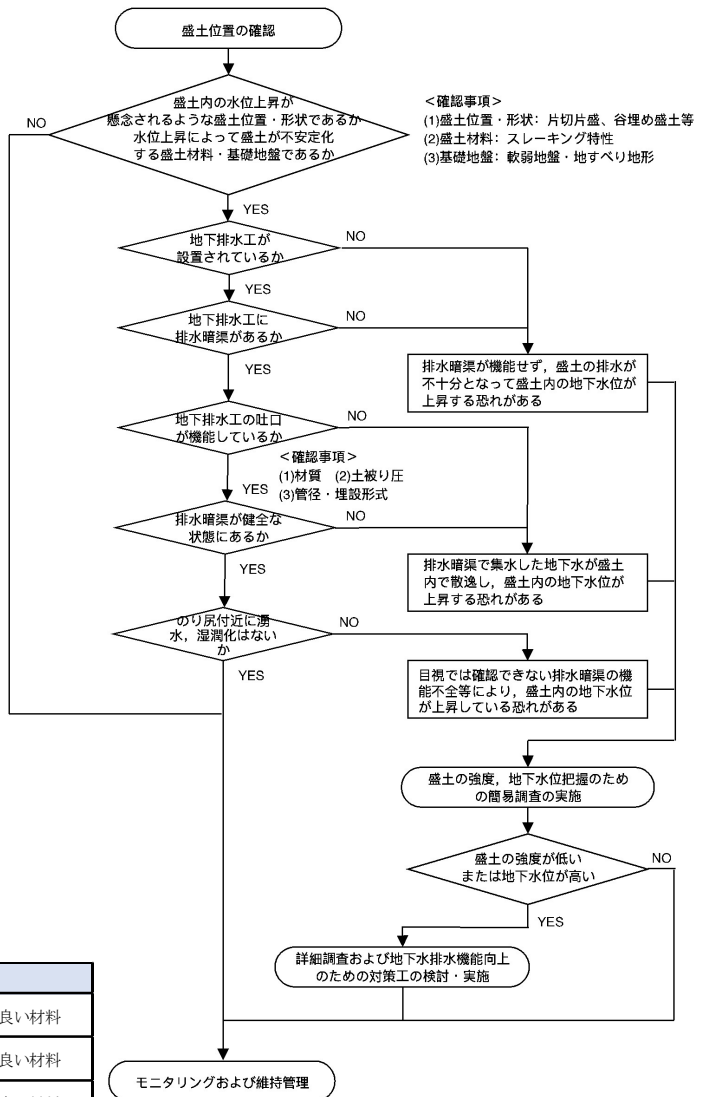 盛土位置の確認
盛土内の水位上昇が
懸念されるような盛土位置・形状であるか
水位上昇によって盛土が不安定化
する盛土材料・基礎地盤であるか
NO
＜確認事項＞
(1)盛土位置・形状：片切片盛、谷埋め盛土等
(2)盛土材料：スレーキング特性
(3)基礎地盤：軟弱地盤・地すべり地形
YES
地下排水工が
設置されているか
NO
YES
地下排水工に
排水暗渠があるか
NO
YES
排水暗渠が機能せず，盛土の排水が
不十分となって盛土内の地下水位が
上昇する恐れがある
地下排水工の吐口
が機能しているか
NO
YES
＜確認事項＞
(1)材質　(2)土被り圧
(3)管径・埋設形式
排水暗渠が健全な
状態にあるか
NO
YES
排水暗渠で集水した地下水が盛土
内で散逸し，盛土内の地下水位が
上昇する恐れがある
のり尻付近に湧
水，湿潤化はない
か
NO
YES
目視では確認できない排水暗渠の機
能不全等により，盛土内の地下水位
が上昇している恐れがある
盛土の強度，地下水位把握のため
の簡易調査の実施
盛土の強度が低い
または地下水位が高い
NO
YES
詳細調査および地下水排水機能向上
のための対策工の検討・実施
良い材料
良い材料
モニタリングおよび維持管理